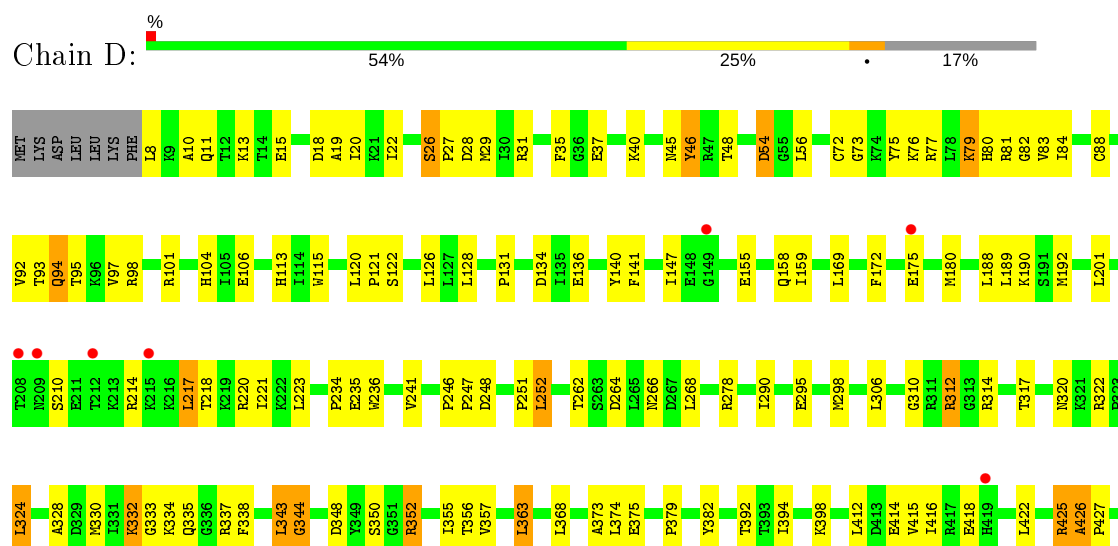 %
Chain D:
54% 25% • 17%
MET LYS ASP LEU LEU LYS PHE L8 K9 A10 Q11 T12 K13 T14 E15 D18 A19 I20 K21 I22 S26 P27 D28 M29 I30 R31 F35 G36 E37 K40 N45 Y46 R47 T48 D54 G55 L56 C72 G73 K74 Y75 K76 R77 L78 K79 H80 R81 G82 V83 I84 C88
V92 T93 Q94 T95 K96 V97 R98 R101 H104 I105 E106 H113 I114 W115 L120 P121 S122 L126 L127 L128 P131 D134 I135 E136 Y140 F141 I147 E148 G149 E155 Q158 I159 L169 F172 E175 M180 L188 L189 K190 S191 M192 L201
T208 N209 S210 E211 T212 K213 R214 K215 K216 L217 T218 K219 R220 I221 K222 L223 P234 E235 W236 V241 P246 P247 D248 P251 L252 T262 S263 D264 L265 N266 D267 L268 R278 I290 E295 M298 L306 G310 R311 R312 G313 R314 T317 N320 K321 R322 P323
L324 A328 D329 M330 I331 K332 G333 K334 Q335 G336 R337 F338 L343 G344 D348 Y349 S350 G351 R352 I355 T356 V357 L363 L368 A373 L374 E375 P379 Y382 T392 T393 I394 K398 L412 D413 E414 V415 I416 R417 E418 H419 L422 R425 A426 P427